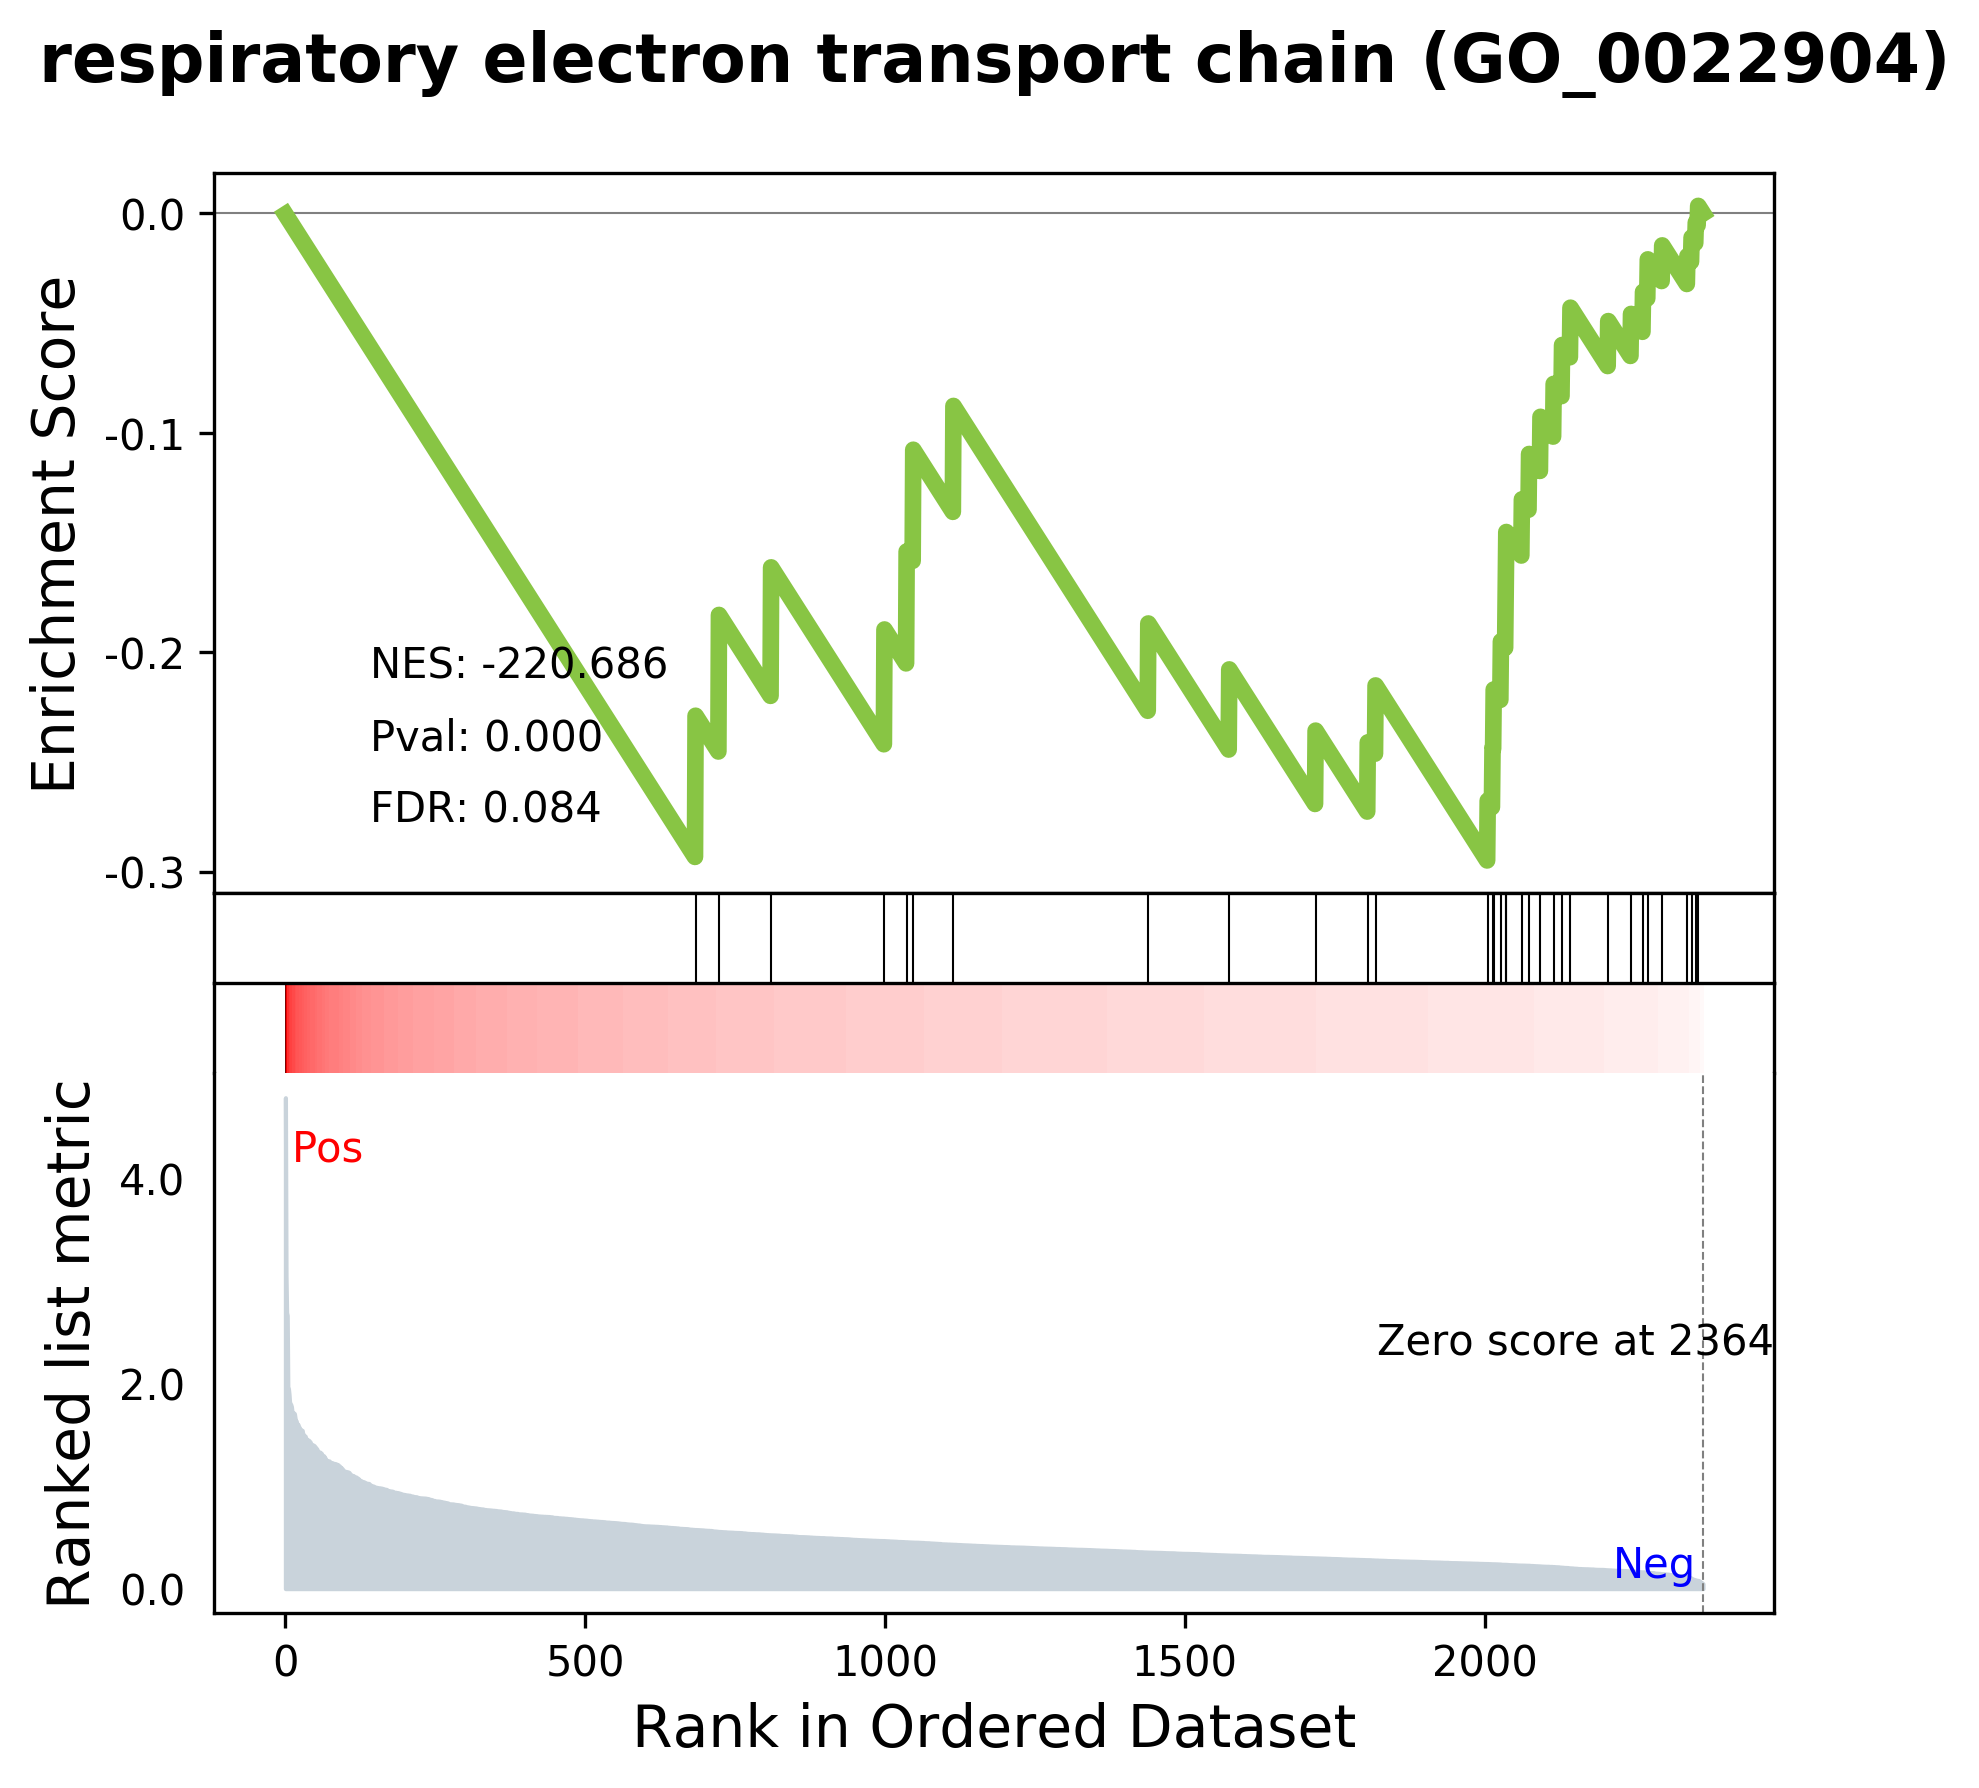 respiratory electron transport chain (GO_0022904)
Enrichment Score
0.0
-0.1
-0.2
-0.3
NES: -220.686
Pval: 0.000
FDR: 0.084
Ranked list metric
4.0
2.0
0.0
Pos
Zero score at 2364
Neg
0 500 1000 1500 2000
Rank in Ordered Dataset